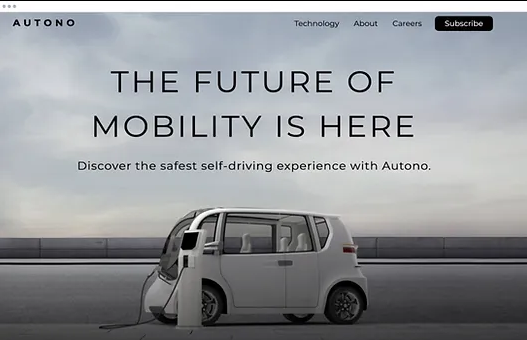 AUTONO
Technology About Careers Subscribe
THE FUTURE OF
MOBILITY IS HERE
Discover the safest self-driving experience with Autono.